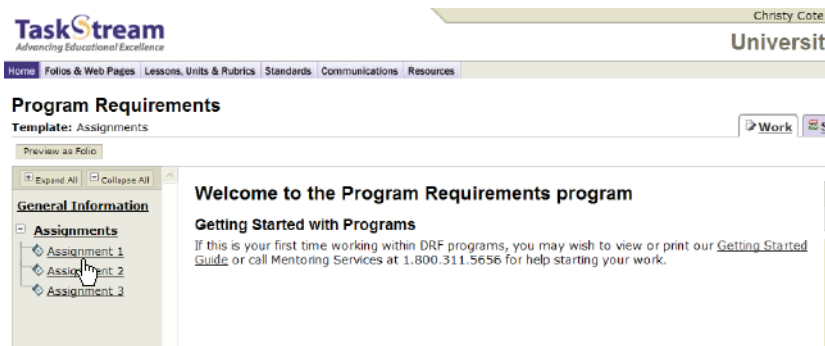 Christy Cote
TaskStream
Advancing Educational Excellence
Universit
Home Folios & Web Pages Lessons, Units & Rubrics Standards Communications Resources
Program Requirements
Template: Assignments
Work
Preview as Folio
Expand All Collapse All
General Information
Assignments
Assignment 1
Assignment 2
Assignment 3
Welcome to the Program Requirements program
Getting Started with Programs
If this is your first time working within DRF programs, you may wish to view or print our Getting Started
Guide or call Mentoring Services at 1.800.311.5656 for help starting your work.